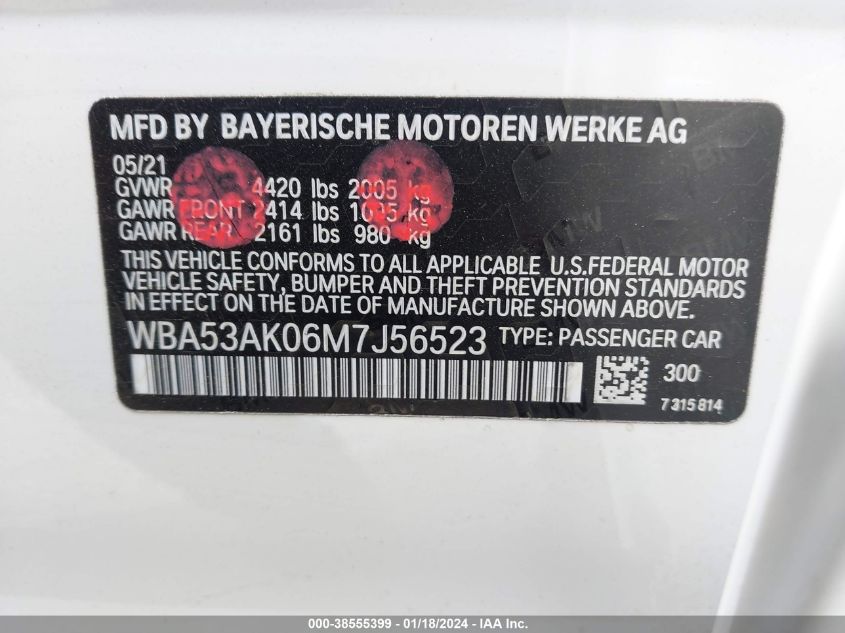 MFD BY BAYERISCHE MOTOREN WERKE AG
05/21
GVWR 4420 lbs 2005 kg
GAWR FRONT 2414 lbs kg
GAWR REAR 2161 lbs 980 kg
THIS VEHICLE CONFORMS TO ALL APPLICABLE U.S.FEDERAL MOTOR
VEHICLE SAFETY, BUMPER AND THEFT PREVENTION STANDARDS
IN EFFECT ON THE DATE OF MANUFACTURE SHOWN ABOVE.
WBA53AK06M7J56523 TYPE: PASSENGER CAR
300
7315814
000-38555399 - 01/18/2024 - IAA Inc.